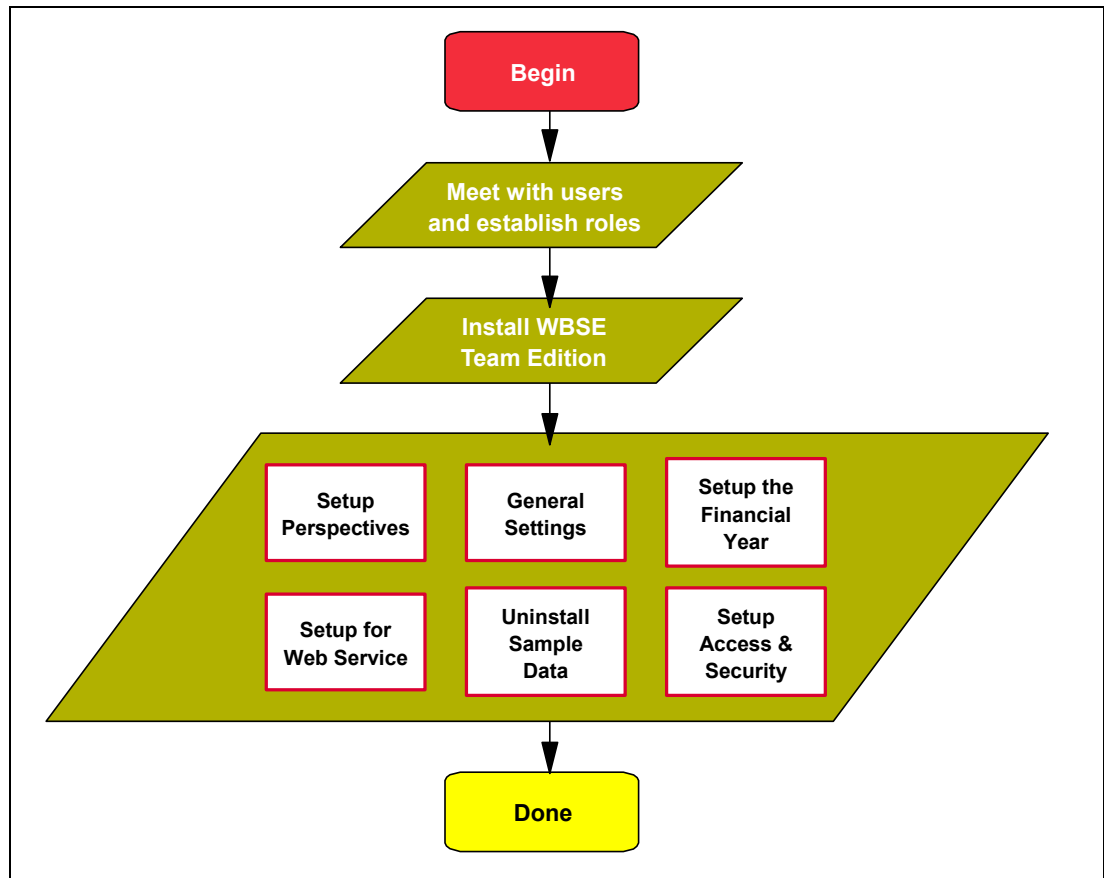 Begin
Meet with users
and establish roles
Install WBSE
Team Edition
Setup
Perspectives
General
Settings
Setup the
Financial
Year
Setup for
Web Service
Uninstall
Sample
Data
Setup
Access &
Security
Done